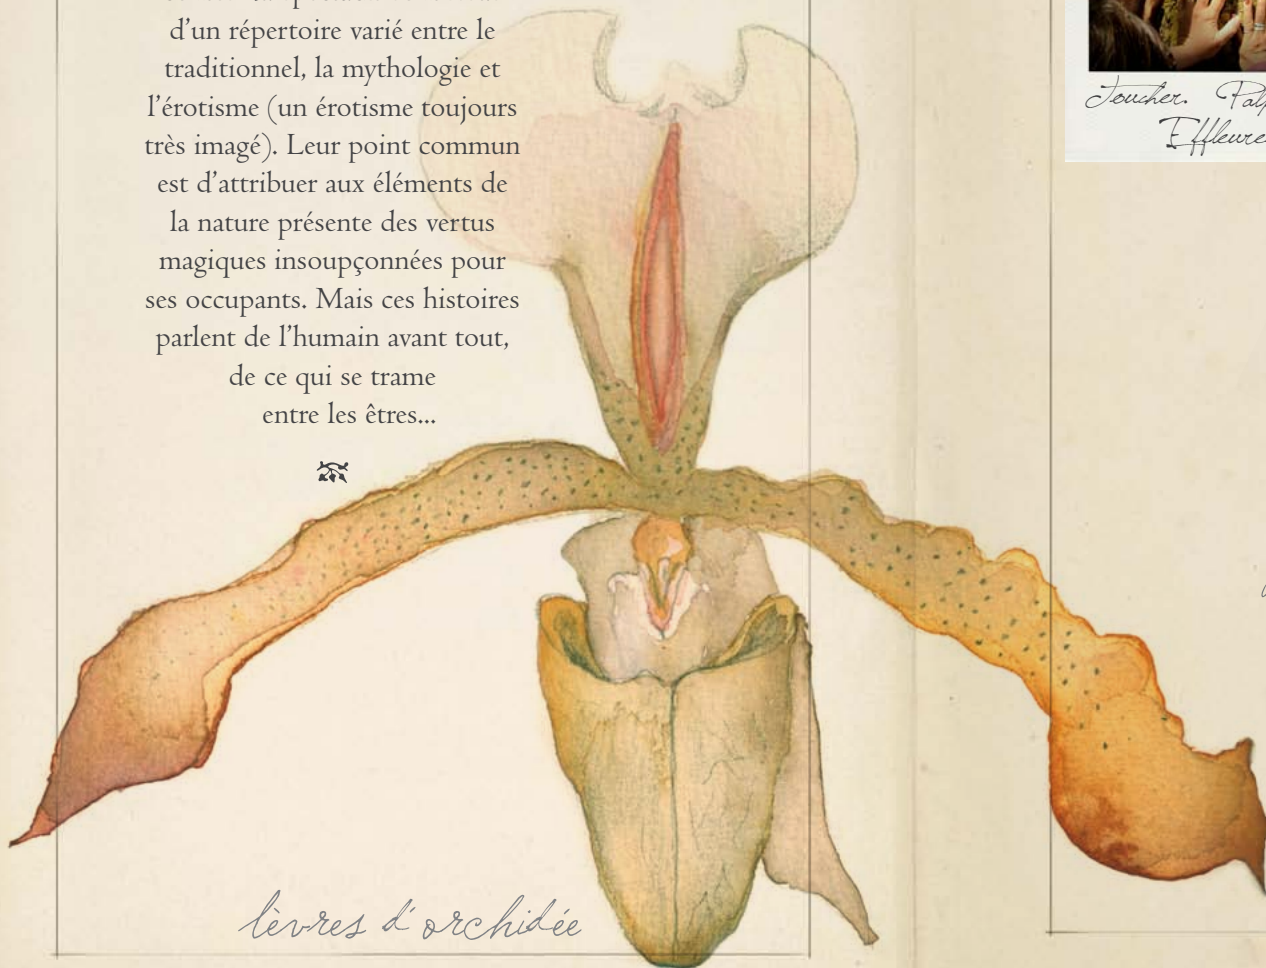 d'un répertoire varié entre le
traditionnel, la mythologie et
l'érotisme (un érotisme toujours
très imagé). Leur point commun
est d'attribuer aux éléments de
la nature présente des vertus
magiques insoupçonnées pour
ses occupants. Mais ces histoires
parlent de l'humain avant tout,
de ce qui se trame
entre les êtres...
lèvres d'orchidée
Toucher.